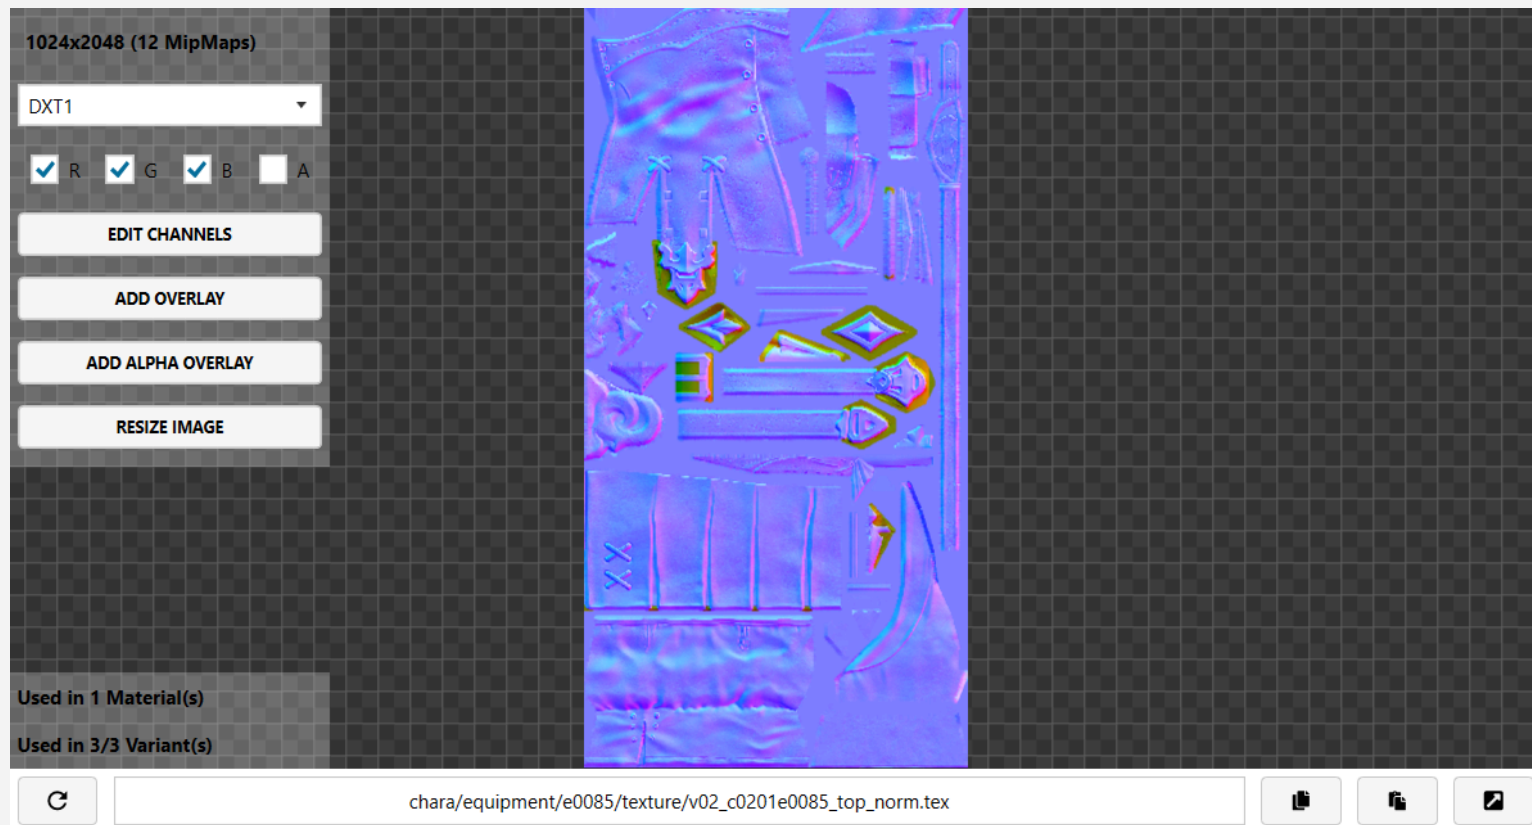 1024x2048 (12 MipMaps)
DXT1
R G B A
EDIT CHANNELS
ADD OVERLAY
ADD ALPHA OVERLAY
RESIZE IMAGE
Used in 1 Material(s)
Used in 3/3 Variant(s)
chara/equipment/e0085/texture/v02_c0201e0085_top_norm.tex